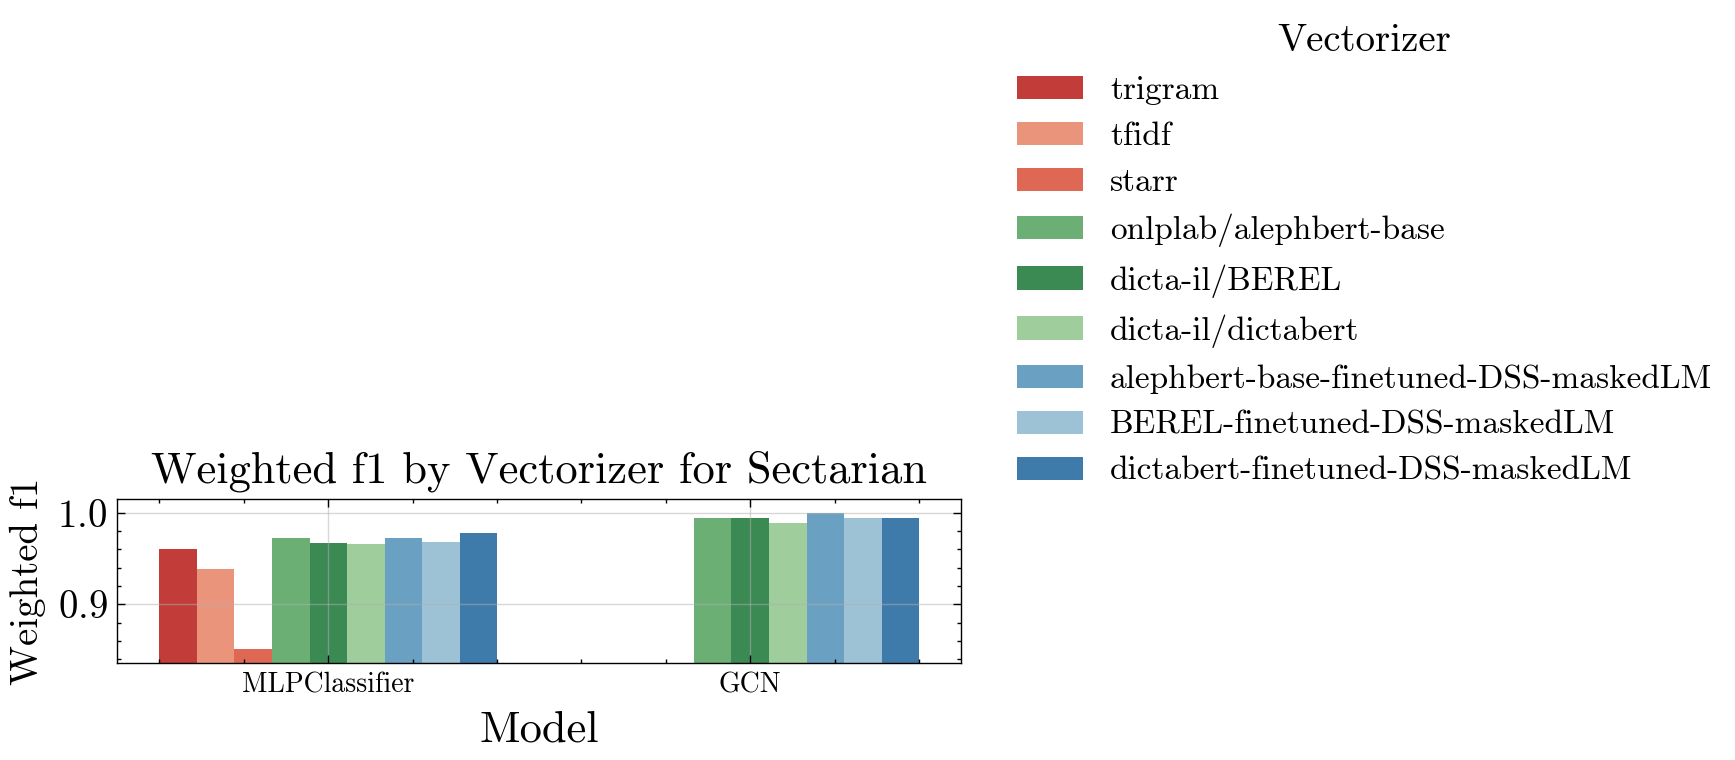 Vectorizer
trigram
tfidf
starr
onlplab/alephbert-base
dicta-il/BEREL
dicta-il/dictabert
alephbert-base-finetuned-DSS-maskedLM
BEREL-finetuned-DSS-maskedLM
dictabert-finetuned-DSS-maskedLM
Weighted f1 by Vectorizer for Sectarian
Weighted f1
1.0
0.9
MLPClassifier GCN
Model